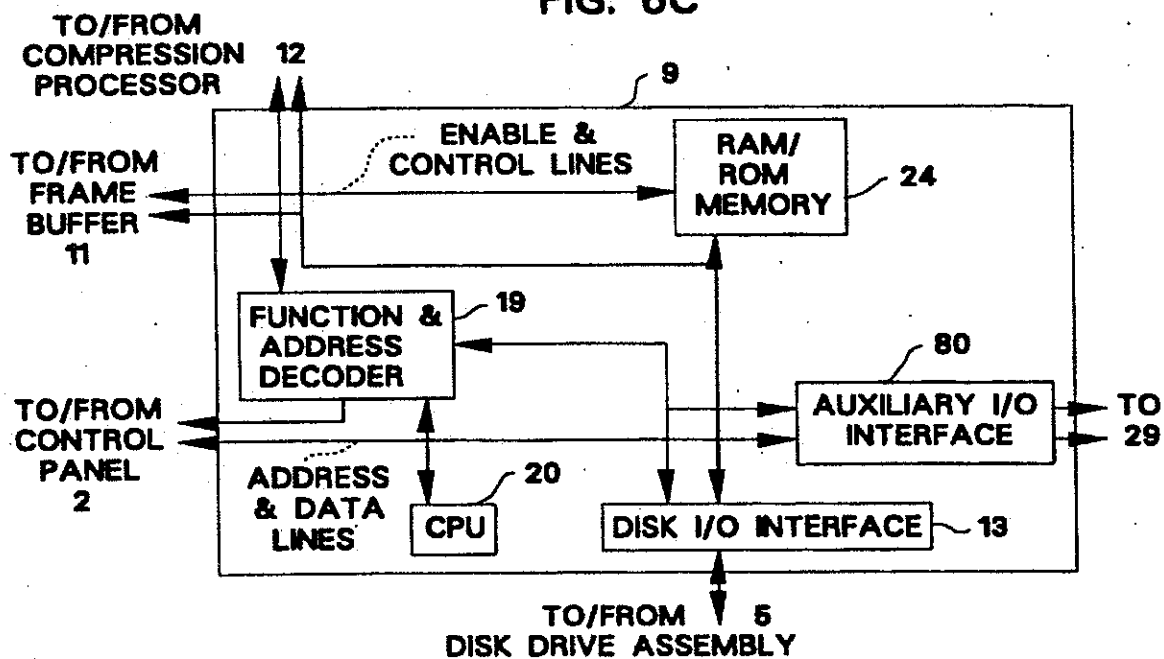 FIG. 6C
TO/FROM
COMPRESSION 12
PROCESSOR
9
ENABLE &
CONTROL LINES
RAM/
ROM
MEMORY
24
TO/FROM
FRAME
BUFFER
11
FUNCTION &
ADDRESS
DECODER
19
80
AUXILIARY I/O
INTERFACE
TO
29
TO/FROM
CONTROL
PANEL
2
ADDRESS
& DATA
LINES
20
CPU
DISK I/O INTERFACE
13
TO/FROM 5
DISK DRIVE ASSEMBLY